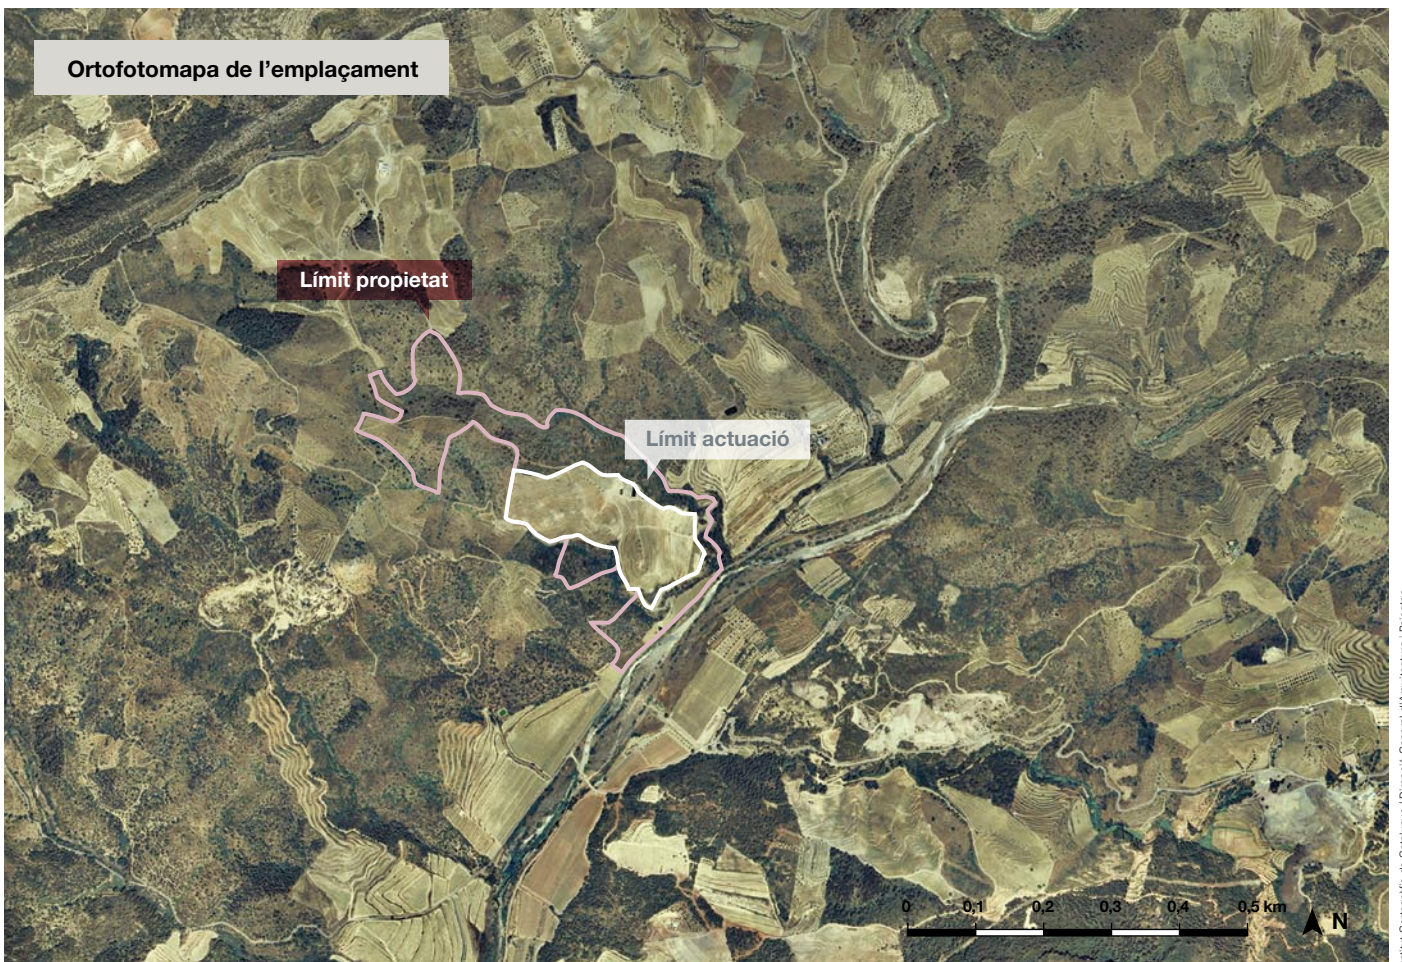 Ortofotomapa de l'emplaçament
Límit propietat
Límit actuació
0 0,1 0,2 0,3 0,4 0,5 km
N